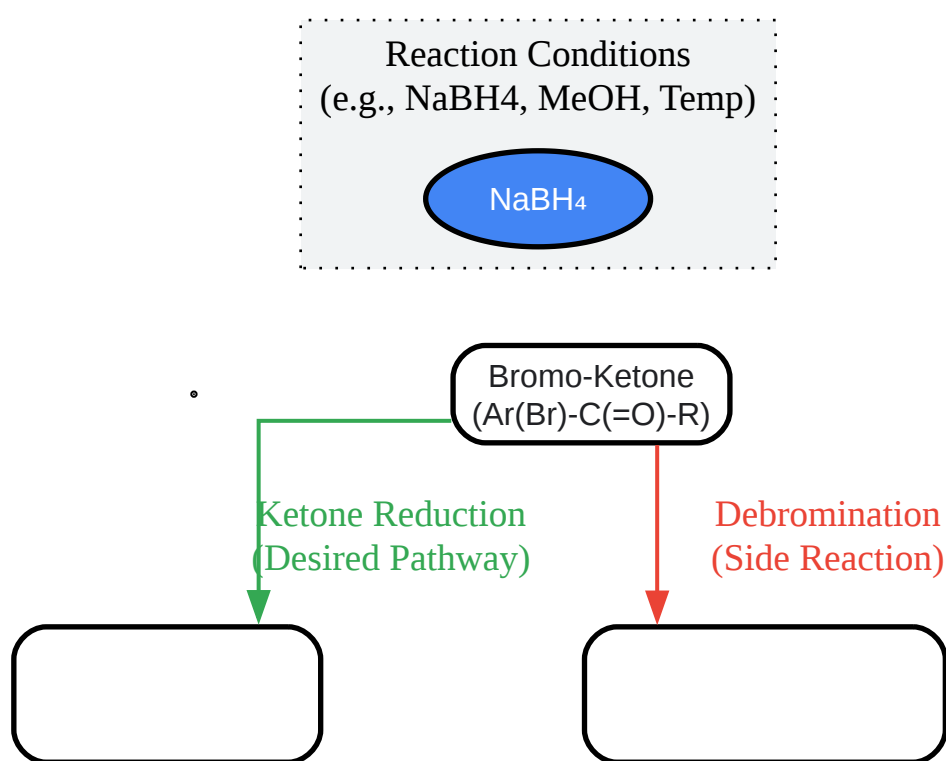 Reaction Conditions
(e.g., NaBH4, MeOH, Temp)
NaBH₄
Bromo-Ketone
(Ar(Br)-C(=O)-R)
Ketone Reduction
(Desired Pathway)
Debromination
(Side Reaction)